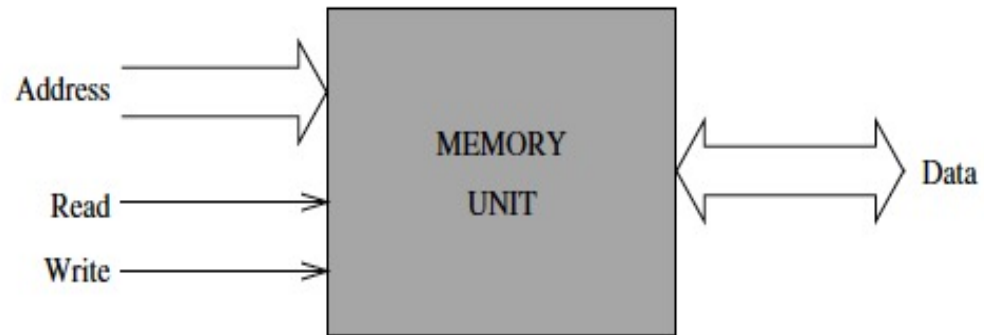 Address
Read
Write
MEMORY
UNIT
Data